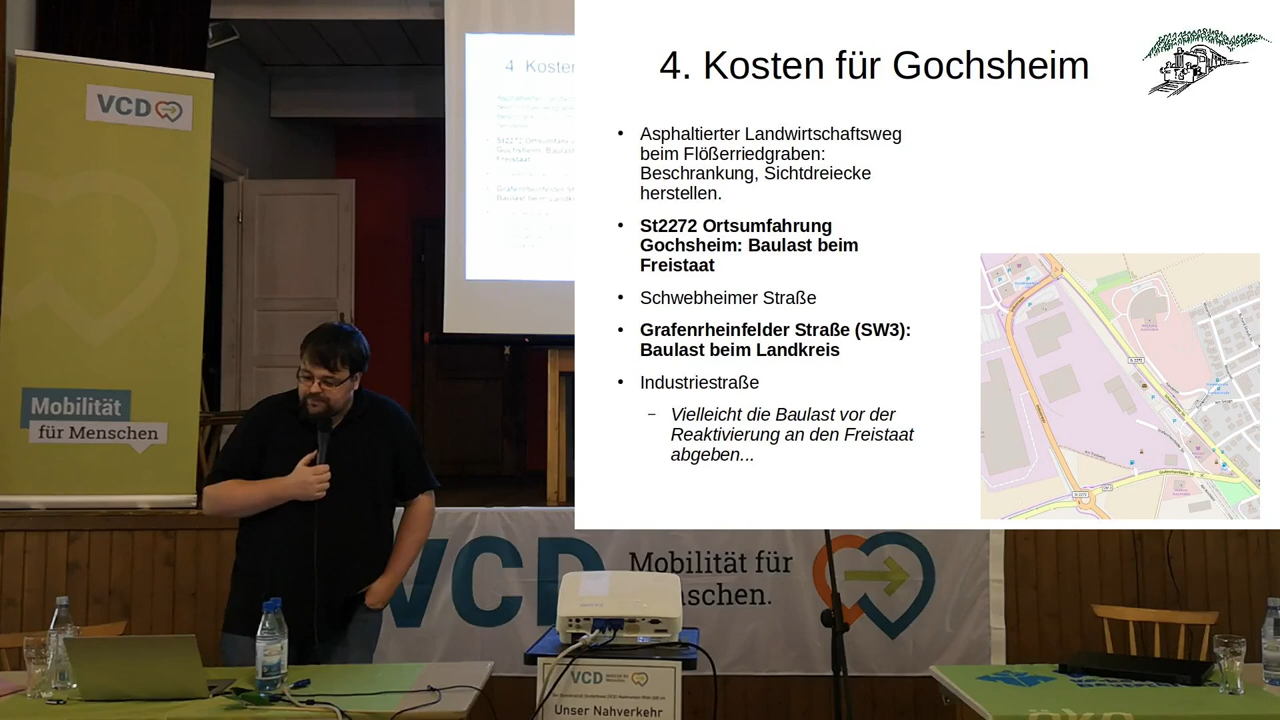 4. Kosten für Gochsheim
Asphaltierter Landwirtschaftsweg
beim Flößerriedgraben:
Beschrankung, Sichtdreiecke
herstellen.
St2272 Ortsumfahrung
Gochsheim: Baulast beim
Freistaat
Schwebheimer Straße
Grafenrheinfelder Straße (SW3):
Baulast beim Landkreis
Industriestraße
Vielleicht die Baulast vor der
Reaktivierung an den Freistaat
abgeben...
VCD
Mobilität
für Menschen
4 Kosten
VCD
Mobilität für
VCD
Unser Nahverkehr